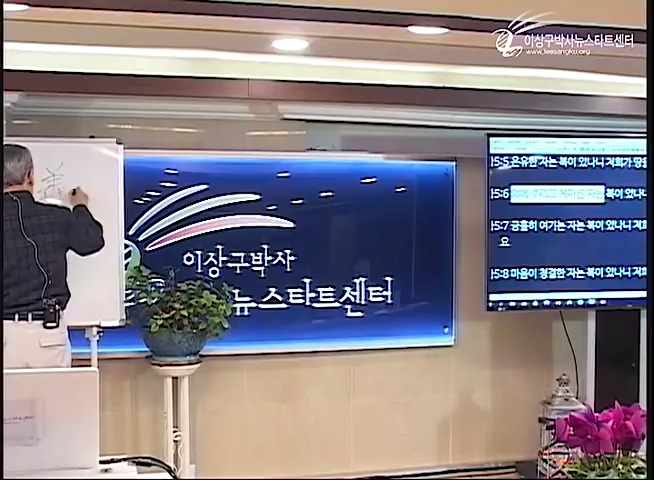 이상구박사뉴스타트센터
www.leesangku.org
이상구박사
뉴스타트센터
5:5 온유한 자는 복이 있나니 저희가 땅을
5:6 복이 있나니
5:7 긍휼히 여기는 자는 복이 있나니 저희
요
5:8 마음이 청결한 자는 복이 있나니 저희